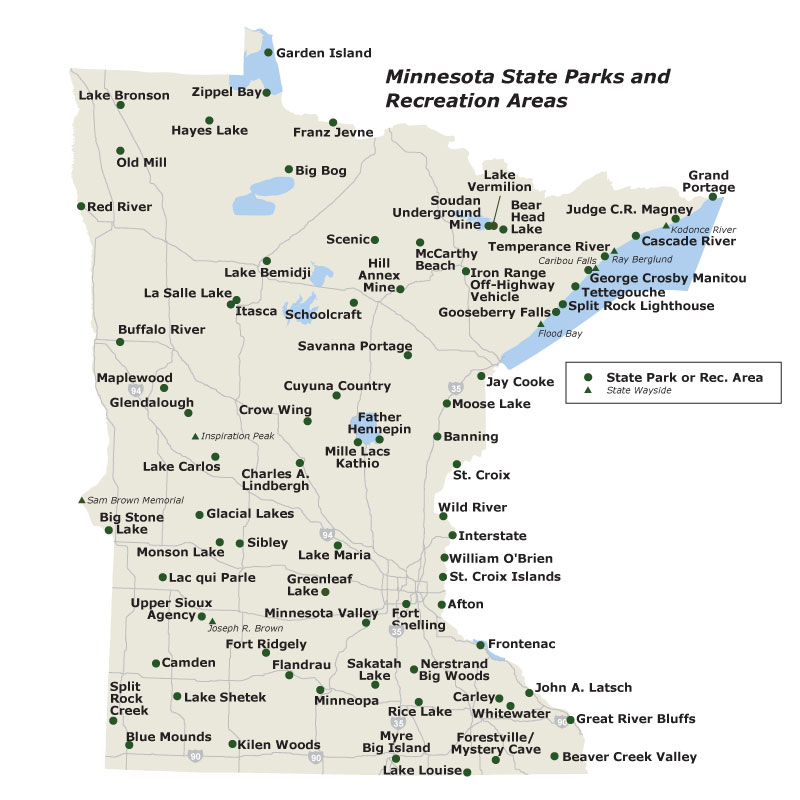 Garden Island
Minnesota State Parks and
Recreation Areas
Lake Bronson
Zippel Bay
Hayes Lake
Franz Jevne
Old Mill
Big Bog
Lake
Vermilion
Grand
Portage
Red River
Soudan
Underground
Mine
Bear
Head
Lake
Judge C.R. Magney
Kodonce River
Scenic
McCarthy
Beach
Temperance River
Cascade River
Caribou Falls
Ray Berglund
Lake Bemidji
Hill
Annex
Mine
Iron Range
Off-Highway
Vehicle
George Crosby Manitou
Tettegouche
La Salle Lake
Itasca
Schoolcraft
Gooseberry Falls
Split Rock Lighthouse
Buffalo River
Flood Bay
Savanna Portage
Maplewood
94
Cuyuna Country
35
Jay Cooke
State Park or Rec. Area
State Wayside
Glendalough
Crow Wing
Father
Hennepin
Moose Lake
Inspiration Peak
Banning
Mille Lacs
Kathio
Lake Carlos
Charles A.
Lindbergh
St. Croix
Sam Brown Memorial
Wild River
Big Stone
Lake
Glacial Lakes
94
Interstate
Monson Lake
Sibley
Lake Maria
William O'Brien
Lac qui Parle
Greenleaf
Lake
St. Croix Islands
Upper Sioux
Agency
Minnesota Valley
Fort
Snelling
Afton
Joseph R. Brown
35
Fort Ridgely
Frontenac
Camden
Flandrau
Sakatah
Lake
Nerstrand
Big Woods
Split
Rock
Creek
Lake Shetek
Minneopa
Rice Lake
Carley
John A. Latsch
Whitewater
35
90
Great River Bluffs
Blue Mounds
Kilen Woods
Myre
Big Island
Forestville/
Mystery Cave
90
90
Beaver Creek Valley
Lake Louise